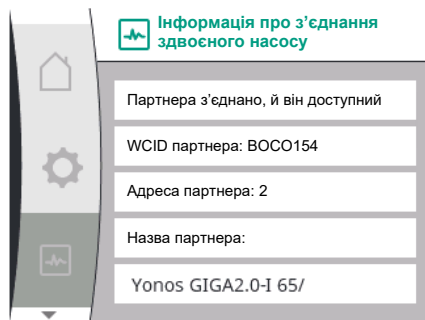 Інформація про з’єднання
здвоєного насосу
Партнера з’єднано, й він доступний
WCID партнера: BOCO154
Адреса партнера: 2
Назва партнера:
Yonos GIGA2.0-I 65/